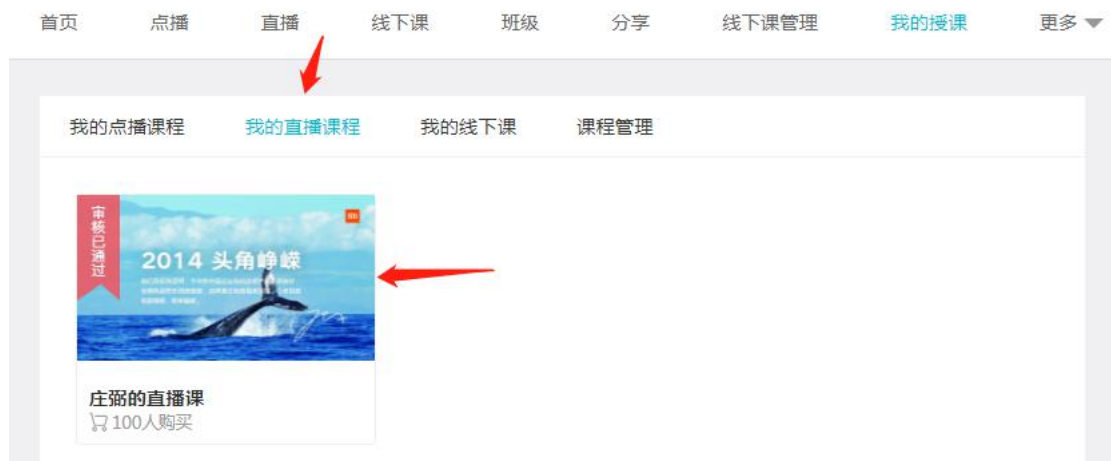 首页 点播 直播 线下课 班级 分享 线下课管理 我的授课 更多
我的点播课程 我的直播课程 我的线下课 课程管理
审核已通过
2014 头角峥嵘
庄弼的直播课
100人购买